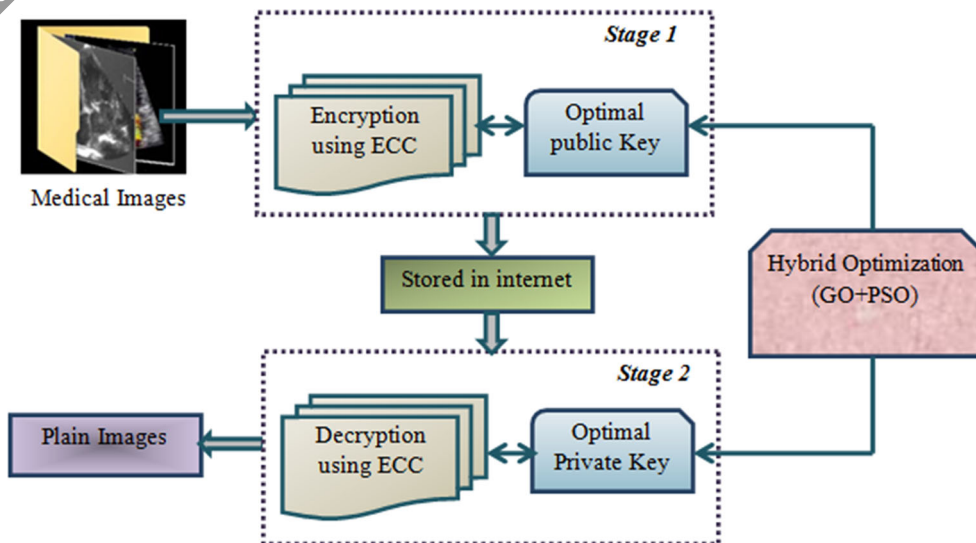 Stage 1
Encryption
using ECC
Optimal
public Key
Medical Images
Hybrid Optimization
(GO+PSO)
Stored in internet
Stage 2
Plain Images
Decryption
using ECC
Optimal
Private Key